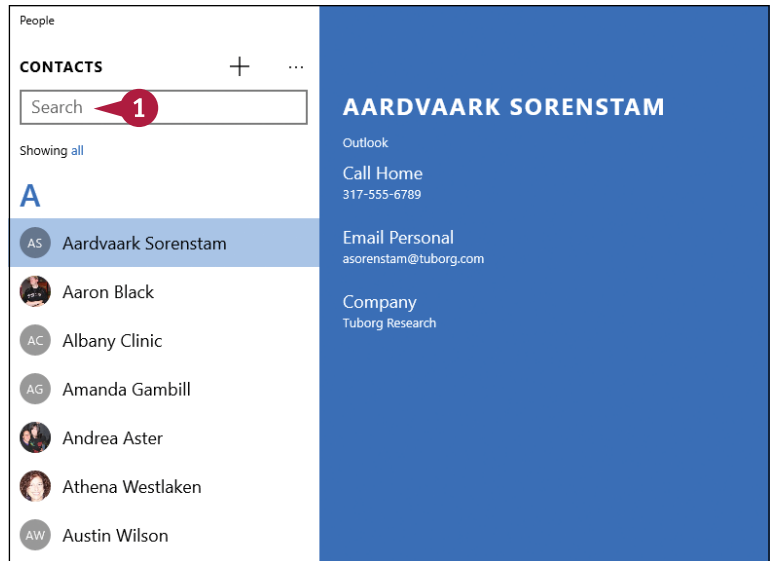 People
CONTACTS + ...
Search 1
Showing all
A
AS Aardvaark Sorenstam
Aaron Black
AC Albany Clinic
AG Amanda Gambill
Andrea Aster
Athena Westlaken
AW Austin Wilson
AARDVAARK SORENSTAM
Outlook
Call Home
317-555-6789
Email Personal
asorenstam@tuborg.com
Company
Tuborg Research